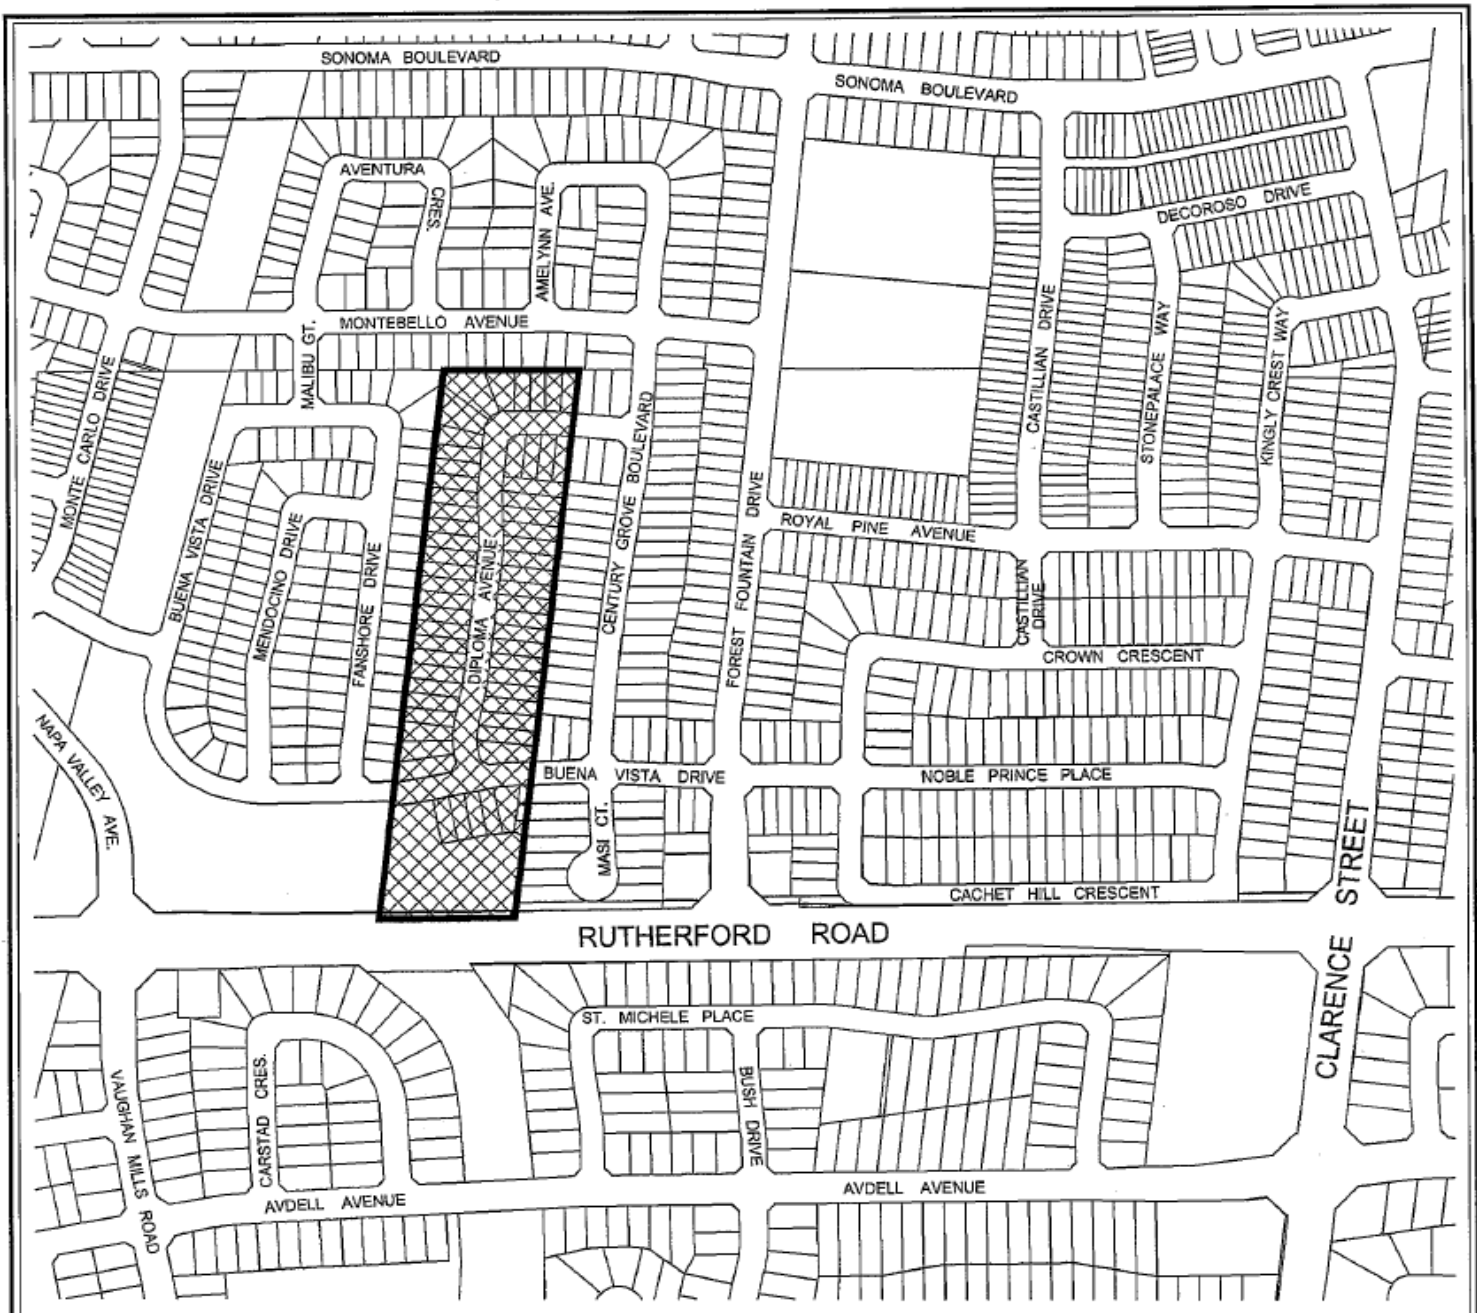 SONOMA BOULEVARD
SONOMA BOULEVARD
AVENTURA
CRES.
AMELYNN AVE.
DECOROSO DRIVE
MONTEBELLO AVENUE
MALIBU CT.
MONTE CARLO DRIVE
CASTILLIAN DRIVE
STONEPALACE WAY
KINGLY CREST WAY
BUENA VISTA DRIVE
MENDOCINO DRIVE
FANSHORE DRIVE
DIPLOMA AVENUE
CENTURY GROVE BOULEVARD
FOREST FOUNTAIN DRIVE
ROYAL PINE AVENUE
CASTILLIAN
DRIVE
CROWN CRESCENT
NAPA VALLEY AVE.
BUENA VISTA DRIVE
NOBLE PRINCE PLACE
MASI CT.
CACHET HILL CRESCENT
RUTHERFORD ROAD
CLARENCE STREET
ST. MICHELE PLACE
BUSH DRIVE
VAUGHAN MILLS ROAD
CARSTAD CRES.
AVDELL AVENUE
AVDELL AVENUE